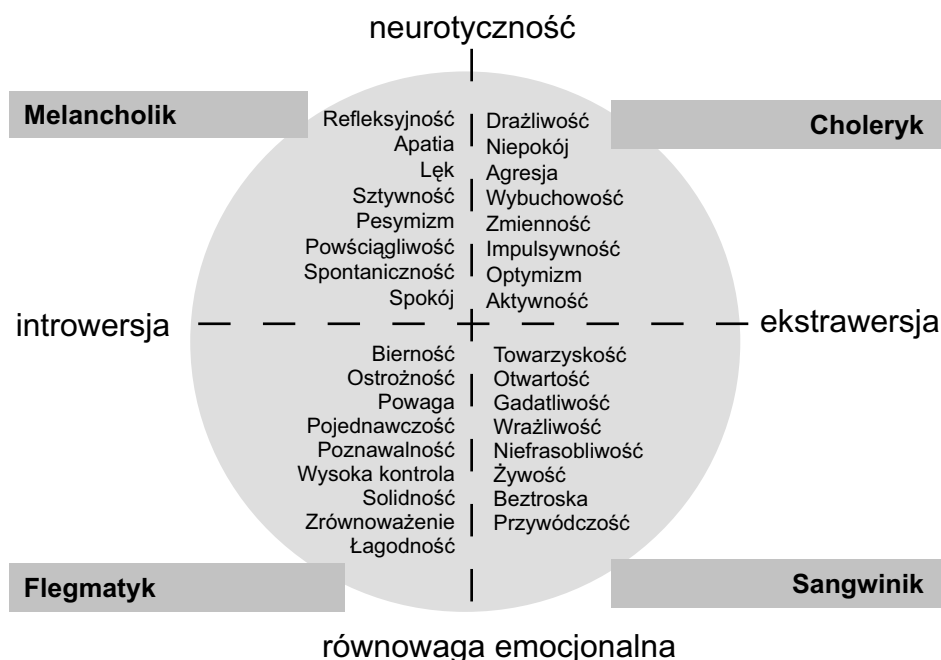 neurotyczność
Melancholik
Choleryk
Refleksyjność
Apatia
Lęk
Sztywność
Pesymizm
Powściągliwość
Spontaniczność
Spokój
Drażliwość
Niepokój
Agresja
Wybuchowość
Zmienność
Impulsywność
Optymizm
Aktywność
introwersja
ekstrawersja
Bierność
Ostrożność
Powaga
Pojednawczość
Poznawalność
Wysoka kontrola
Solidność
Zrównoważenie
Łagodność
Towarzyskość
Otwartość
Gadatliwość
Wrażliwość
Niefrasobliwość
Żywość
Beztroska
Przywódczość
Flegmatyk
Sangwinik
równowaga emocjonalna